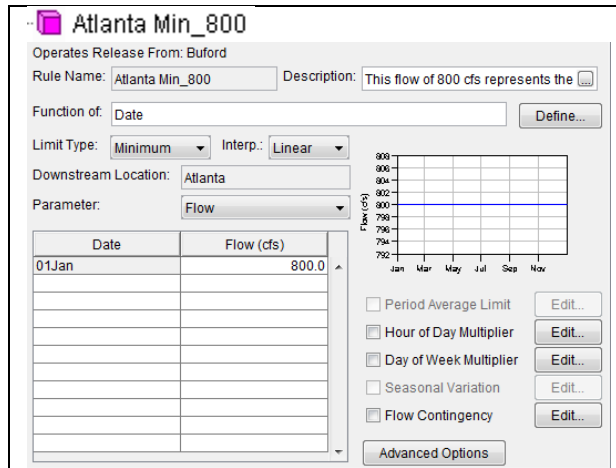 Atlanta Min_800
Operates Release From: Buford
Rule Name: Atlanta Min_800 Description: This flow of 800 cfs represents the ...
Function of: Date Define...
Limit Type: Minimum Interp.: Linear
Downstream Location: Atlanta
Parameter: Flow
Date Flow (cfs)
01Jan 800.0
Flow (cfs)
808
806
804
802
800
798
796
794
792
Jan Mar May Jul Sep Nov
Period Average Limit Edit...
Hour of Day Multiplier Edit...
Day of Week Multiplier Edit...
Seasonal Variation Edit...
Flow Contingency Edit...
Advanced Options